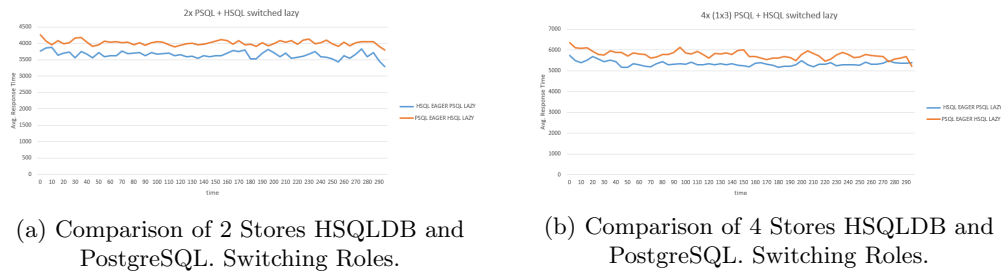 2x PSQL + HSQL switched lazy
4500
4000
3500
3000
2500
2000
1500
1000
500
0
Avg. Response Time
0 10 20 30 40 50 60 70 80 90 100 110 120 130 140 150 160 170 180 190 200 210 220 230 240 250 260 270 280 290
time
HSQL EAGER PSQL LAZY
PSQL EAGER HSQL LAZY
(a) Comparison of 2 Stores HSQLDB and
PostgreSQL. Switching Roles.
4x (1x3) PSQL + HSQL switched lazy
7000
6000
5000
4000
3000
2000
1000
0
Avg. Response Time
0 10 20 30 40 50 60 70 80 90 100 110 120 130 140 150 160 170 180 190 200 210 220 230 240 250 260 270 280 290
time
HSQL EAGER PSQL LAZY
PSQL EAGER HSQL LAZY
(b) Comparison of 4 Stores HSQLDB and
PostgreSQL. Switching Roles.